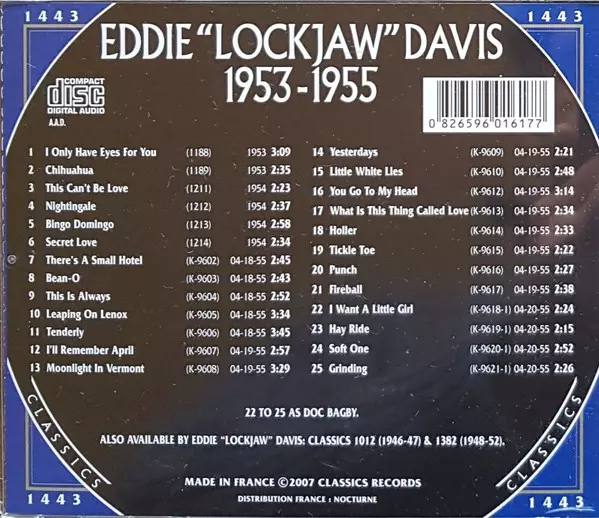 1443
1443
EDDIE “LOCKJAW” DAVIS
1953-1955
COMPACT
disc
DIGITAL AUDIO
A.A.D.
0 826596 016177
1 I Only Have Eyes For You (1188) 1953 3:09
2 Chihuahua (1189) 1953 2:35
3 This Can't Be Love (1211) 1954 2:23
4 Nightingale (1212) 1954 2:37
5 Bingo Domingo (1213) 1954 2:58
6 Secret Love (1214) 1954 2:34
7 There's A Small Hotel (K-9602) 04-18-55 2:45
8 Bean-O (K-9603) 04-18-55 2:43
9 This Is Always (K-9604) 04-18-55 2:52
10 Leaping On Lenox (K-9605) 04-18-55 3:34
11 Tenderly (K-9606) 04-18-55 3:45
12 I'll Remember April (K-9607) 04-19-55 2:57
13 Moonlight In Vermont (K-9608) 04-19-55 3:29
14 Yesterdays (K-9609) 04-19-55 2:21
15 Little White Lies (K-9610) 04-19-55 2:48
16 You Go To My Head (K-9612) 04-19-55 3:14
17 What Is This Thing Called Love (K-9613) 04-19-55 2:34
18 Holler (K-9614) 04-19-55 2:33
19 Tickle Toe (K-9615) 04-19-55 2:22
20 Punch (K-9616) 04-19-55 2:27
21 Fireball (K-9617) 04-19-55 2:38
22 I Want A Little Girl (K-9618-1) 04-20-55 2:24
23 Hay Ride (K-9619-1) 04-20-55 2:15
24 Soft One (K-9620-1) 04-20-55 2:52
25 Grinding (K-9621-1) 04-20-55 2:26
22 TO 25 AS DOC BAGBY.
ALSO AVAILABLE BY EDDIE “LOCKJAW” DAVIS: CLASSICS 1012 (1946-47) & 1382 (1948-52).
MADE IN FRANCE ©2007 CLASSICS RECORDS
DISTRIBUTION FRANCE : NOCTURNE
CLASSICS
CLASSICS
1443
1443